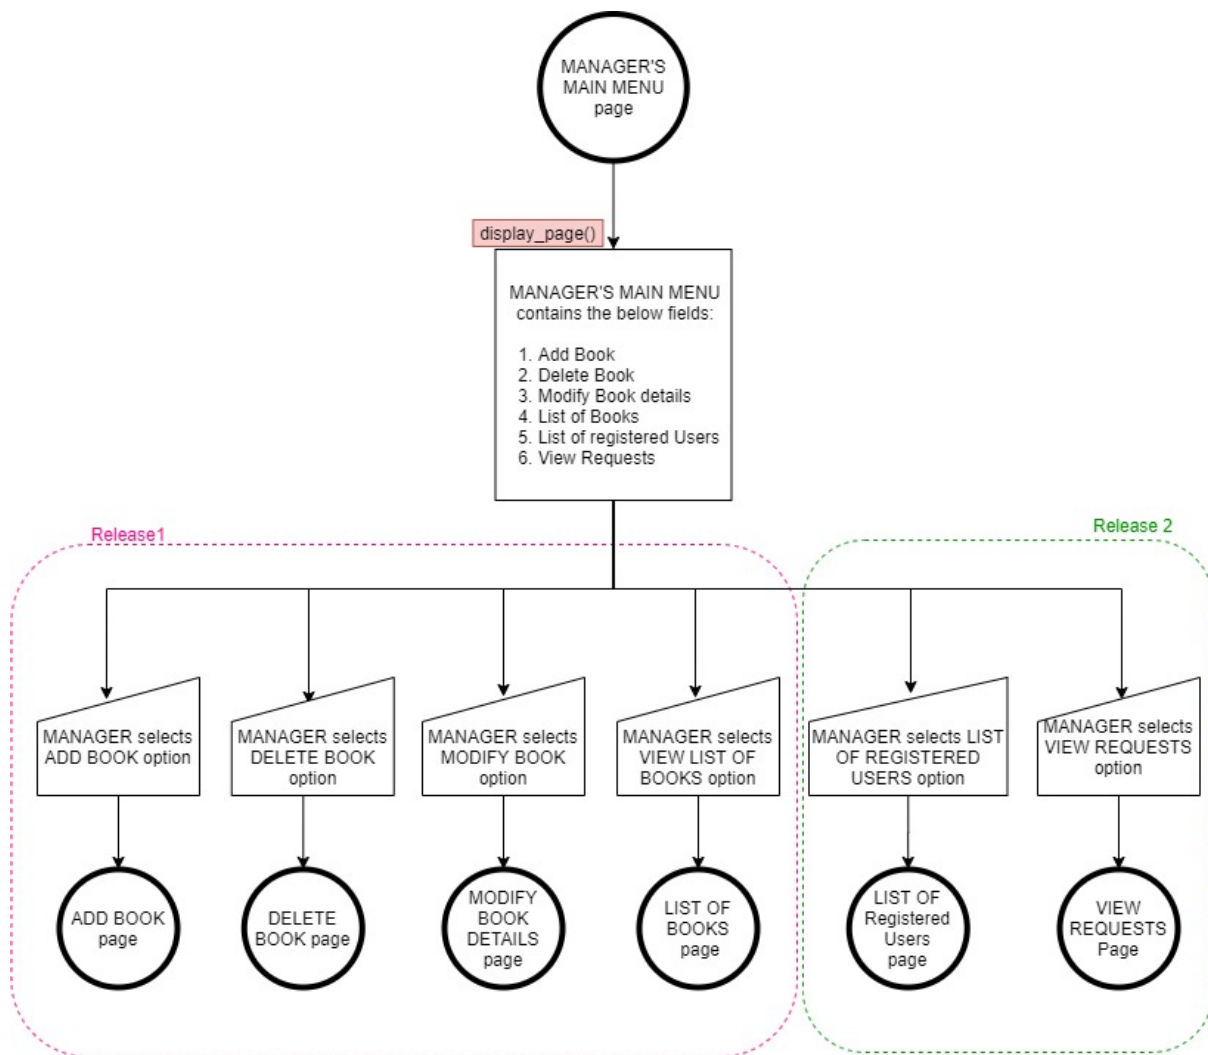 MANAGER'S
MAIN MENU
page
display_page()
MANAGER'S MAIN MENU
contains the below fields:
1. Add Book
2. Delete Book
3. Modify Book details
4. List of Books
5. List of registered Users
6. View Requests
Release1
Release 2
MANAGER selects
ADD BOOK option
MANAGER selects
DELETE BOOK
option
MANAGER selects
MODIFY BOOK
option
MANAGER selects
VIEW LIST OF
BOOKS option
MANAGER selects LIST
OF REGISTERED
USERS option
MANAGER selects
VIEW REQUESTS
option
ADD BOOK
page
DELETE
BOOK page
MODIFY
BOOK
DETAILS
page
LIST OF
BOOKS
page
LIST OF
Registered
Users
page
VIEW
REQUESTS
Page